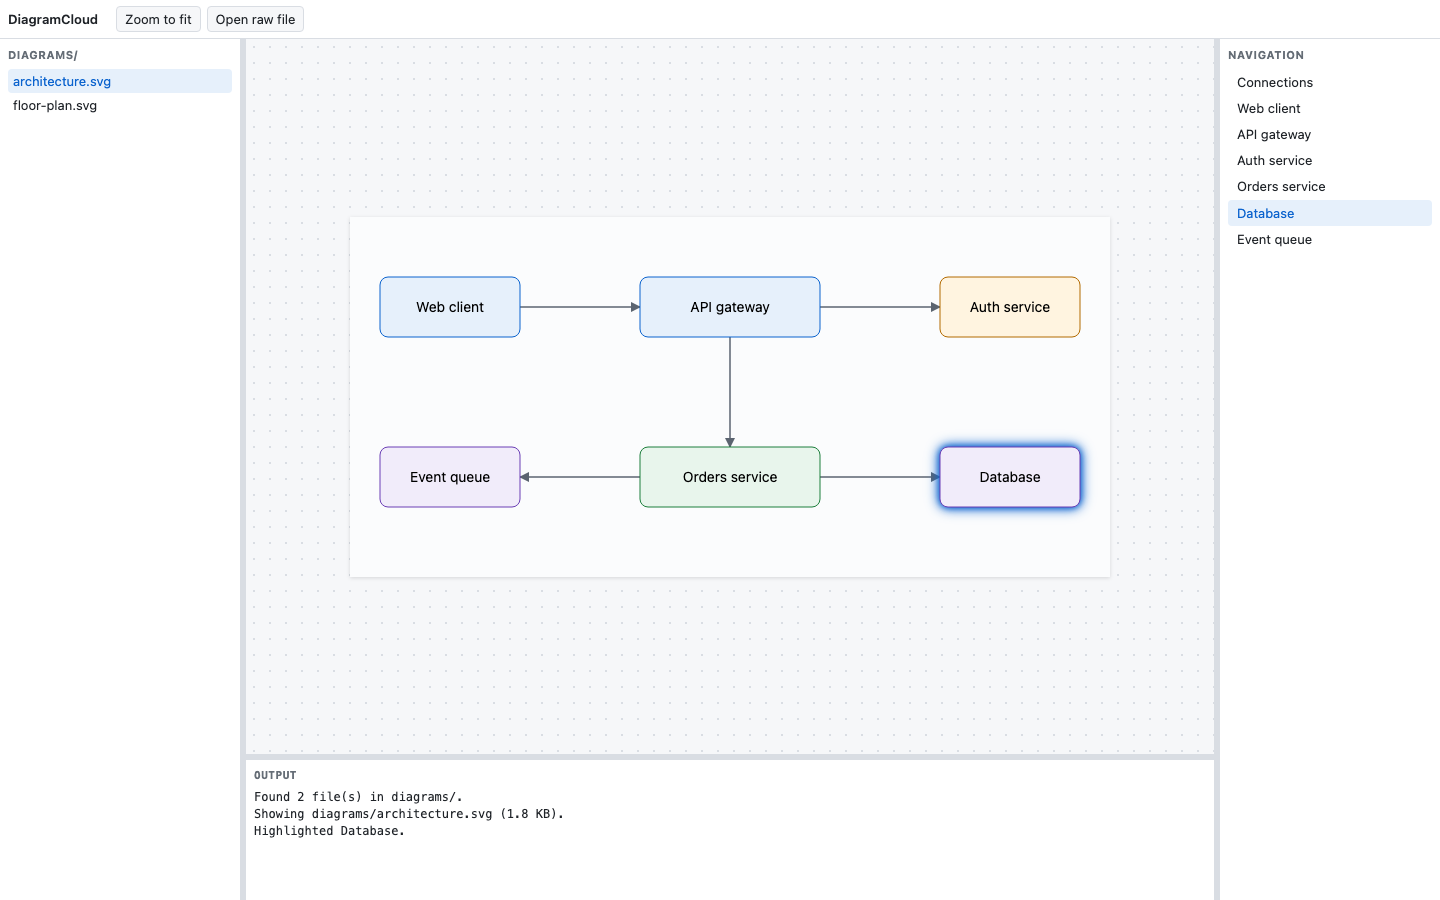 DiagramCloud
Zoom to fit
Open raw file
DIAGRAMS/
architecture.svg
floor-plan.svg
Web client
API gateway
Auth service
Event queue
Orders service
Database
OUTPUT
Found 2 file(s) in diagrams/.
Showing diagrams/architecture.svg (1.8 KB).
Highlighted Database.
NAVIGATION
Connections
Web client
API gateway
Auth service
Orders service
Database
Event queue